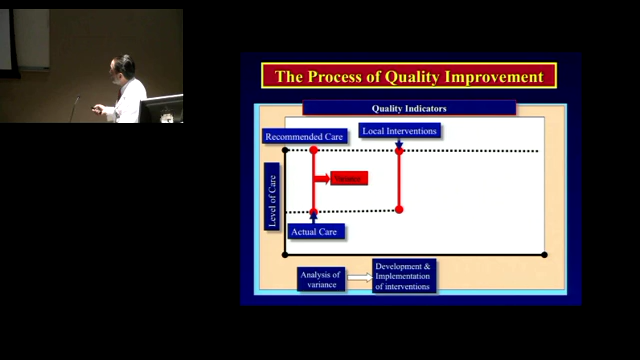 The Process of Quality Improvement
Quality Indicators
Recommended Care
Local Interventions
Variance
Level of Care
Actual Care
Analysis of
variance
Development &
Implementation
of interventions